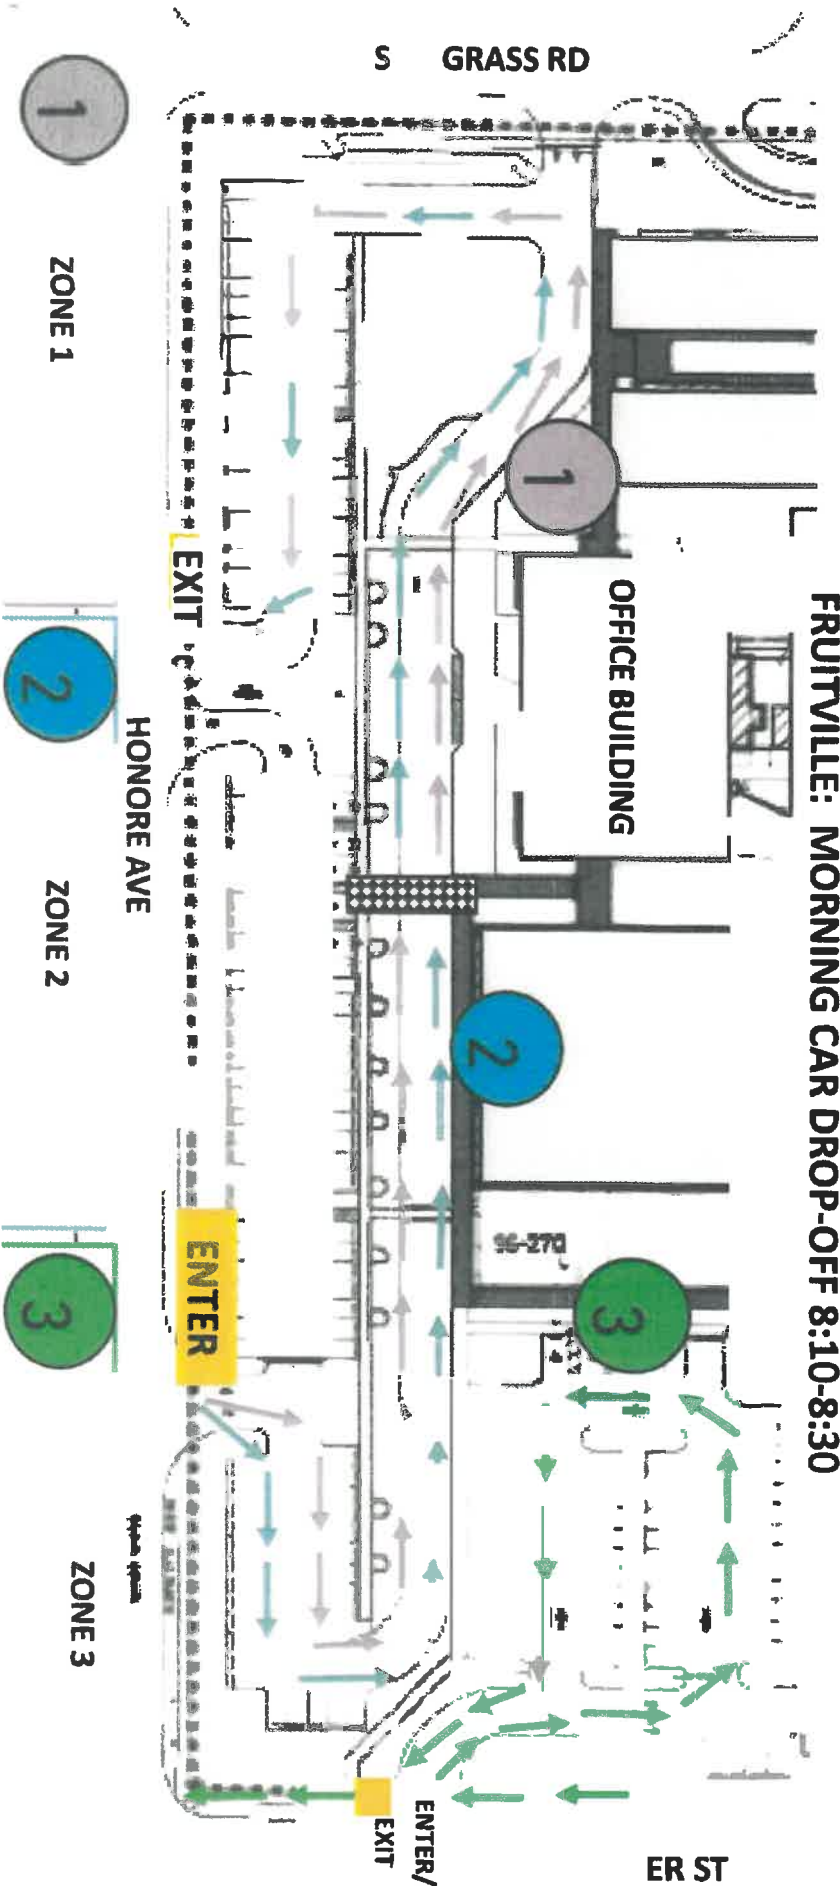 FRUITVILLE: MORNING CAR DROP-OFF 8:10-8:30
S GRASS RD
OFFICE BUILDING
1
2
3
96-270
EXIT
ENTER
ENTER/
EXIT
ER ST
HONORE AVE
1
ZONE 1
2
ZONE 2
3
ZONE 3